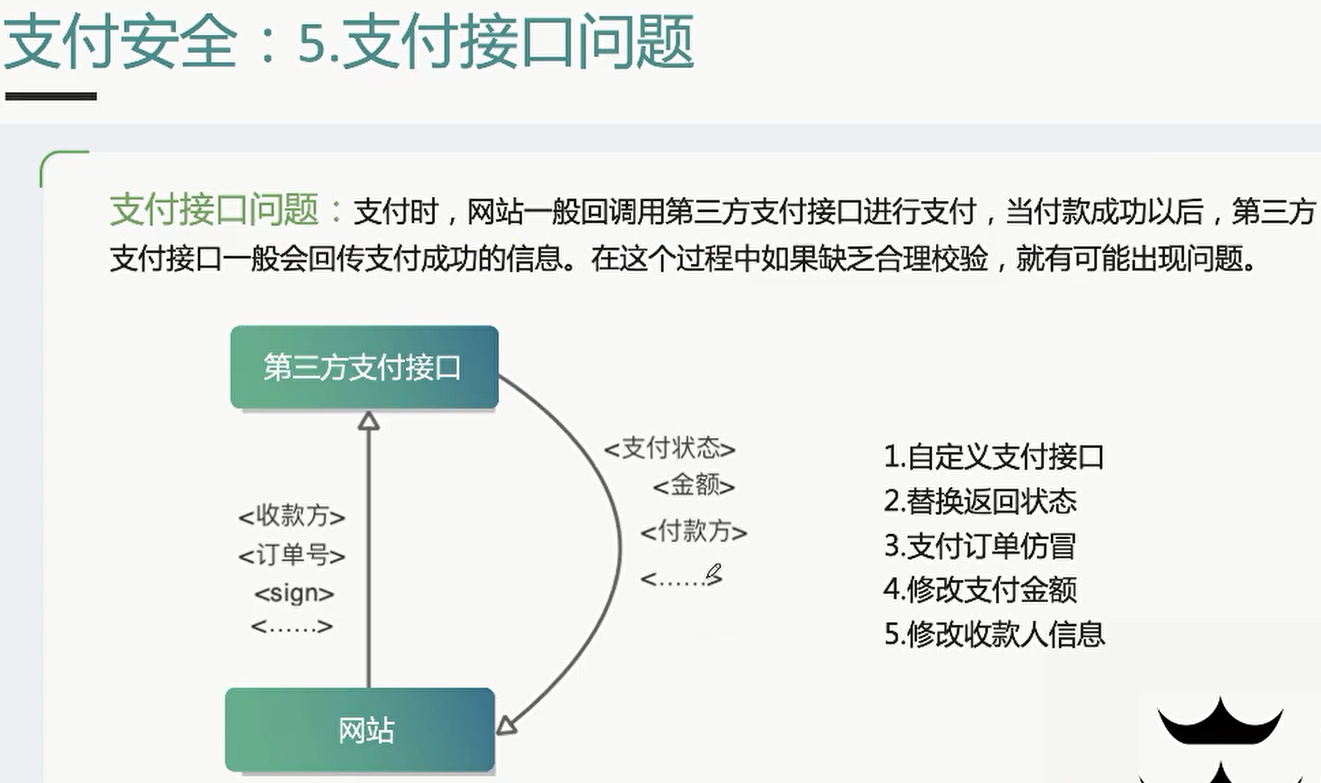 支付安全：5.支付接口问题
支付接口问题：支付时，网站一般回调用第三方支付接口进行支付，当付款成功以后，第三方
支付接口一般会回传支付成功的信息。在这个过程中如果缺乏合理校验，就有可能出现问题。
第三方支付接口
<收款方>
<订单号>
<sign>
<......>
<支付状态>
<金额>
<付款方>
<......>
网站
1.自定义支付接口
2.替换返回状态
3.支付订单仿冒
4.修改支付金额
5.修改收款人信息